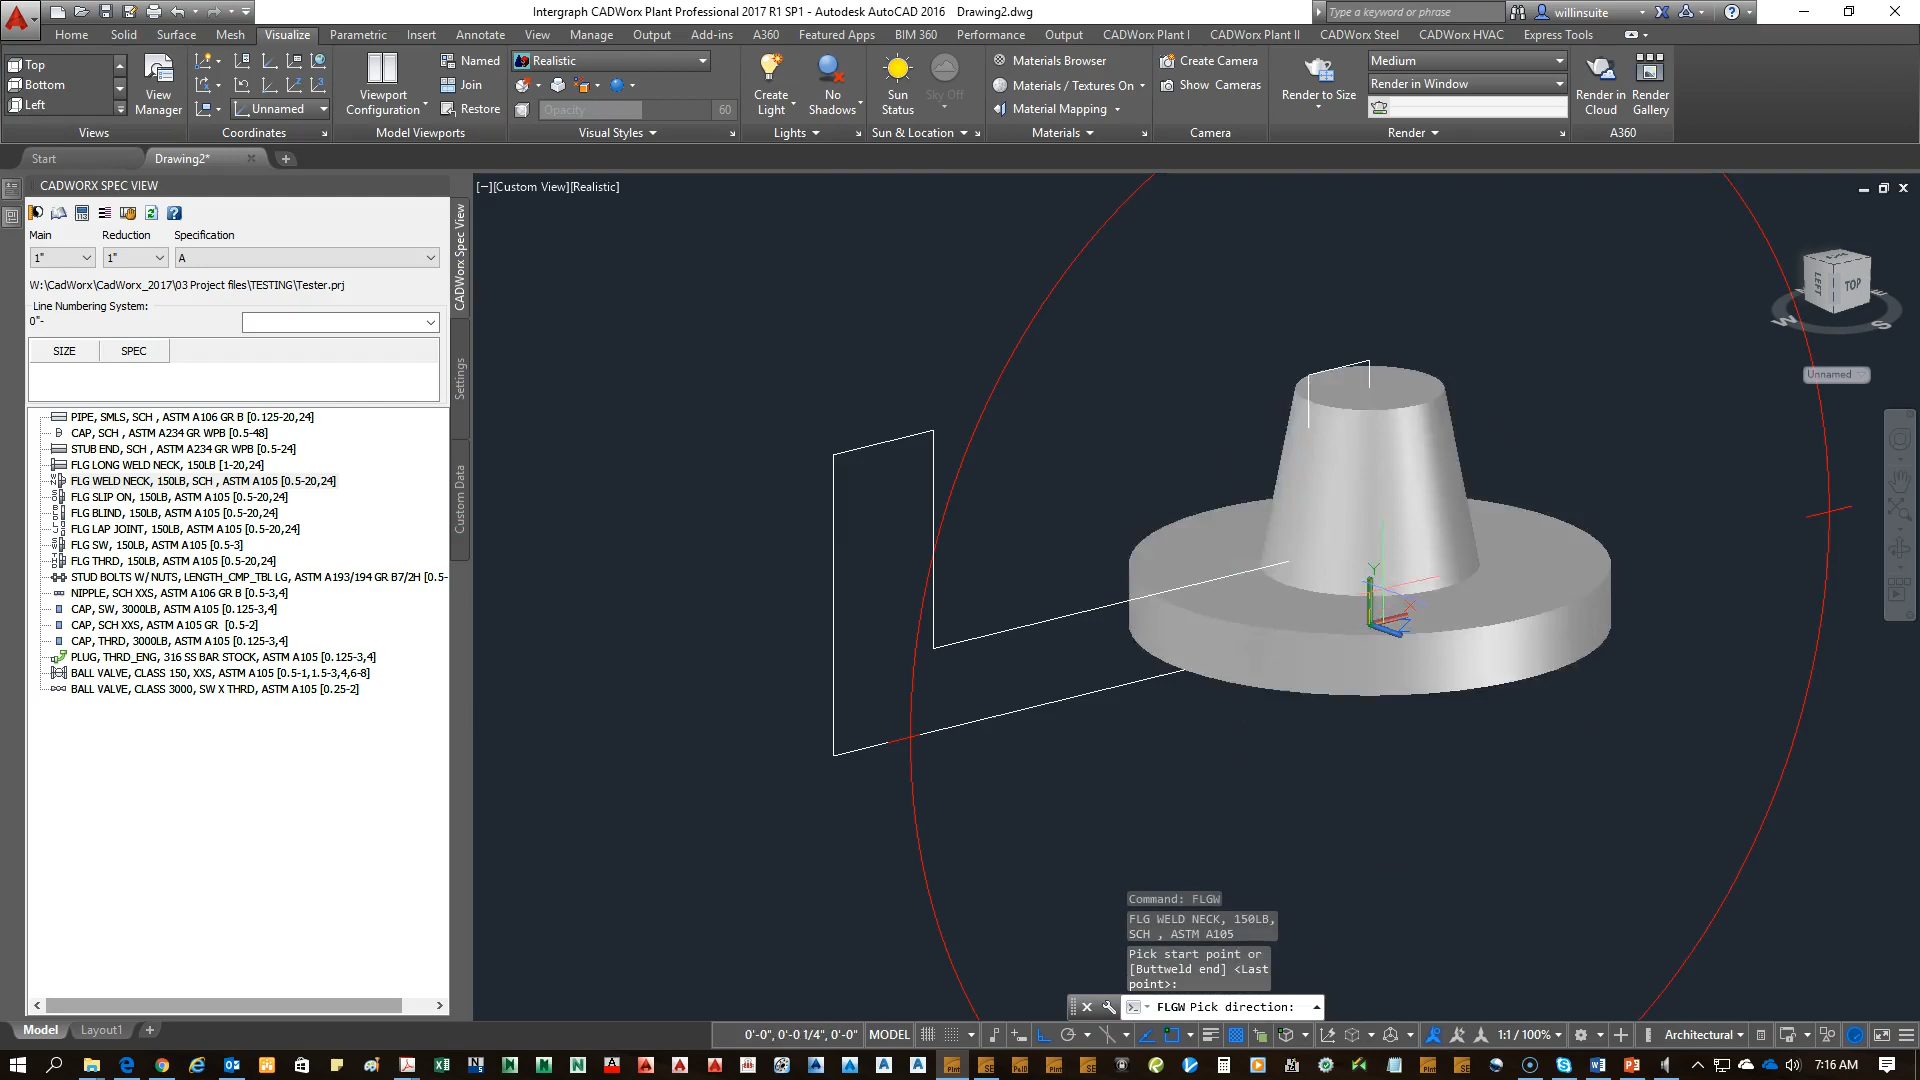 Intergraph CADWorx Plant Professional 2017 R1 SP1 - Autodesk AutoCAD 2016 Drawing2.dwg
Type a keyword or phrase
willinsuite
Home Solid Surface Mesh Visualize Parametric Insert Annotate View Manage Output Add-ins A360 Featured Apps BIM 360 Performance Output CADWorx Plant I CADWorx Plant II CADWorx Steel CADWorx HVAC Express Tools
Top
Bottom
Left
View Manager
Views
Unnamed
Coordinates
Viewport Configuration
Named
Join
Restore
Model Viewports
Realistic
Opacity 60
Visual Styles
Create Light
No Shadows
Lights
Sun Status
Sky Off
Sun & Location
Materials Browser
Materials / Textures On
Material Mapping
Materials
Create Camera
Show Cameras
Camera
Render to Size
Medium
Render in Window
Render
Render in Cloud
Render Gallery
A360
Start
Drawing2*
CADWORX SPEC VIEW
Main Reduction Specification
1" 1" A
W:\CadWorx\CadWorx_2017\03 Project files\TESTING\Tester.prj
Line Numbering System:
0"-
SIZE SPEC
PIPE, SMLS, SCH , ASTM A106 GR B [0.125-20,24]
CAP, SCH , ASTM A234 GR WPB [0.5-48]
STUB END, SCH , ASTM A234 GR WPB [0.5-24]
FLG LONG WELD NECK, 150LB [1-20,24]
FLG WELD NECK, 150LB, SCH , ASTM A105 [0.5-20,24]
FLG SLIP ON, 150LB, ASTM A105 [0.5-20,24]
FLG BLIND, 150LB, ASTM A105 [0.5-20,24]
FLG LAP JOINT, 150LB, ASTM A105 [0.5-20,24]
FLG SW, 150LB, ASTM A105 [0.5-3]
FLG THRD, 150LB, ASTM A105 [0.5-20,24]
STUD BOLTS W/ NUTS, LENGTH_CMP_TBL LG, ASTM A193/194 GR B7/2H [0.5-
NIPPLE, SCH XXS, ASTM A106 GR B [0.5-3,4]
CAP, SW, 3000LB, ASTM A105 [0.125-3,4]
CAP, SCH XXS, ASTM A105 GR  [0.5-2]
CAP, THRD, 3000LB, ASTM A105 [0.125-3,4]
PLUG, THRD_ENG, 316 SS BAR STOCK, ASTM A105 [0.125-3,4]
BALL VALVE, CLASS 150, XXS, ASTM A105 [0.5-1,1.5-3,4,6-8]
BALL VALVE, CLASS 3000, SW X THRD, ASTM A105 [0.25-2]
CADWorx Spec View
Settings
Custom Data
[−][Custom View][Realistic]
LEFT
TOP
W
S
Unnamed
Y
X
Z
Command: FLGW
FLG WELD NECK, 150LB,
SCH , ASTM A105
Pick start point or
[Buttweld end] <Last
point>:
FLGW Pick direction:
Model Layout1
0'-0", 0'-0 1/4", 0'-0" MODEL
1:1 / 100%
Architectural
7:16 AM